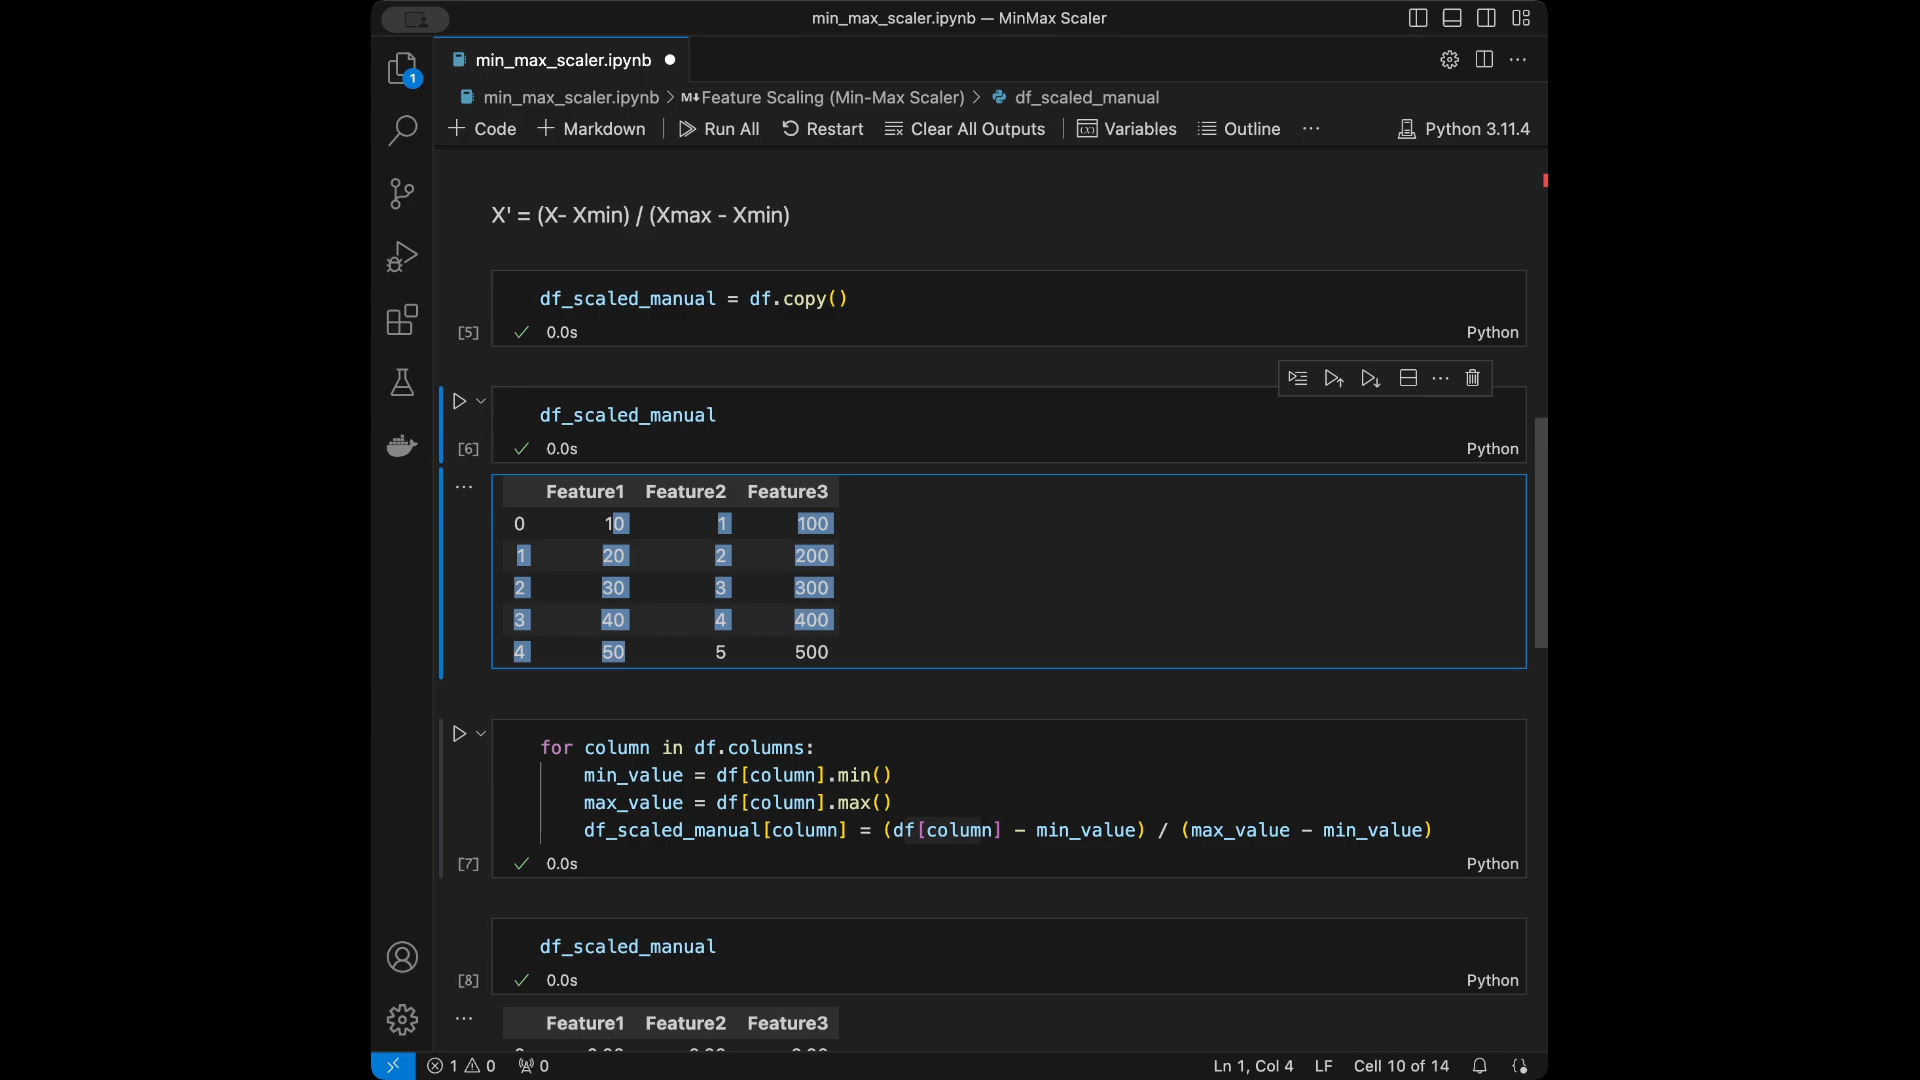 min_max_scaler.ipynb — MinMax Scaler
min_max_scaler.ipynb
1
min_max_scaler.ipynb > M↓Feature Scaling (Min-Max Scaler) > df_scaled_manual
+ Code + Markdown Run All Restart Clear All Outputs Variables Outline ... Python 3.11.4
X' = (X- Xmin) / (Xmax - Xmin)
df_scaled_manual = df.copy()
[5] ✓ 0.0s Python
df_scaled_manual
[6] ✓ 0.0s Python
Feature1 Feature2 Feature3
0 10 1 100
1 20 2 200
2 30 3 300
3 40 4 400
4 50 5 500
for column in df.columns:
min_value = df[column].min()
max_value = df[column].max()
df_scaled_manual[column] = (df[column] - min_value) / (max_value - min_value)
[7] ✓ 0.0s Python
df_scaled_manual
[8] ✓ 0.0s Python
Feature1 Feature2 Feature3
1 0 0 Ln 1, Col 4 LF Cell 10 of 14